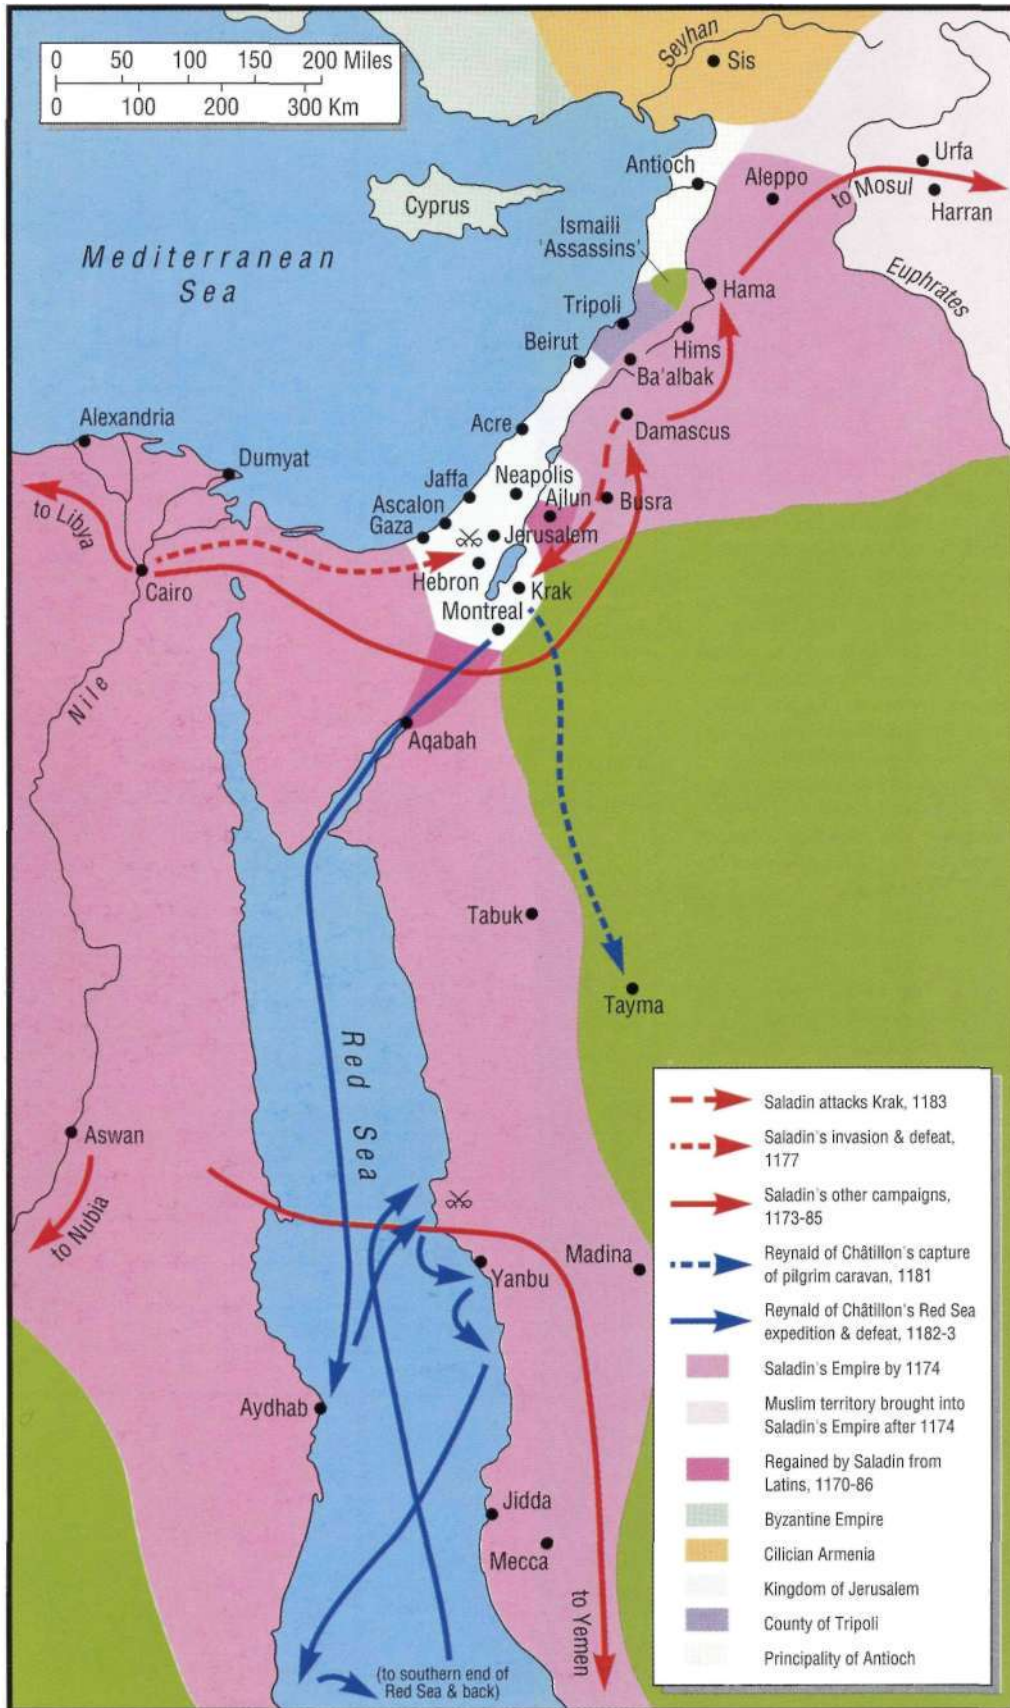 0 50 100 150 200 Miles
0 100 200 300 Km
Seyhan
Sis
Antioch
Aleppo
Urfa
to Mosul
Harran
Cyprus
Ismaili
'Assassins'
Mediterranean
Sea
Euphrates
Hama
Tripoli
Hims
Beirut
Ba'albak
Alexandria
Acre
Damascus
Dumyat
Neapolis
Jaffa
Ajlun
Busra
Ascalon
Gaza
Jerusalem
to Libya
Cairo
Hebron
Krak
Montreal
Nile
Aqabah
Tabuk
Tayma
Red Sea
Aswan
to Nubia
Yanbu
Madina
Aydhab
Jidda
Mecca
to Yemen
(to southern end of
Red Sea & back)
Saladin attacks Krak, 1183
Saladin's invasion & defeat,
1177
Saladin's other campaigns,
1173-85
Reynald of Châtillon's capture
of pilgrim caravan, 1181
Reynald of Châtillon's Red Sea
expedition & defeat, 1182-3
Saladin's Empire by 1174
Muslim territory brought into
Saladin's Empire after 1174
Regained by Saladin from
Latins, 1170-86
Byzantine Empire
Cilician Armenia
Kingdom of Jerusalem
County of Tripoli
Principality of Antioch